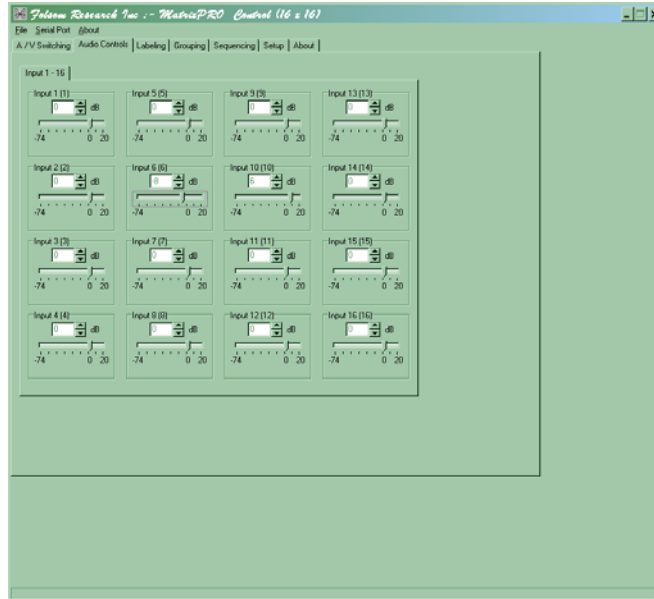 Folsom Research Inc :- MatrixPRO Control (16 x 16)
File Serial Port About
A / V Switching Audio Controls Labeling Grouping Sequencing Setup About
Input 1 - 16
Input 1 (1) Input 5 (5) Input 9 (9) Input 13 (13)
0 dB 0 dB 0 dB 0 dB
-74 0 20 -74 0 20 -74 0 20 -74 0 20
Input 2 (2) Input 6 (6) Input 10 (10) Input 14 (14)
0 dB dB dB 0 dB
-74 0 20 -74 0 20 -74 0 20 -74 0 20
Input 3 (3) Input 7 (7) Input 11 (11) Input 15 (15)
0 dB 0 dB 0 dB 0 dB
-74 0 20 -74 0 20 -74 0 20 -74 0 20
Input 4 (4) Input 8 (8) Input 12 (12) Input 16 (16)
0 dB 0 dB 0 dB 0 dB
-74 0 20 -74 0 20 -74 0 20 -74 0 20